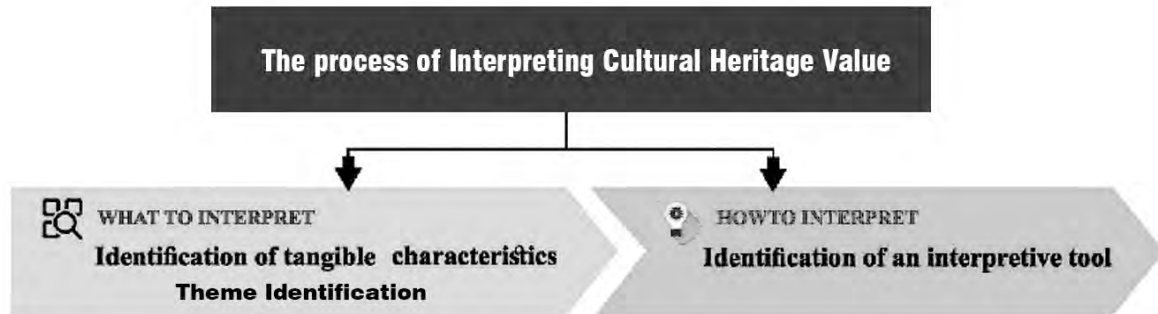 The process of Interpreting Cultural Heritage Value
WHAT TO INTERPRET
Identification of tangible characteristics
Theme Identification
HOWTO INTERPRET
Identification of an interpretive tool